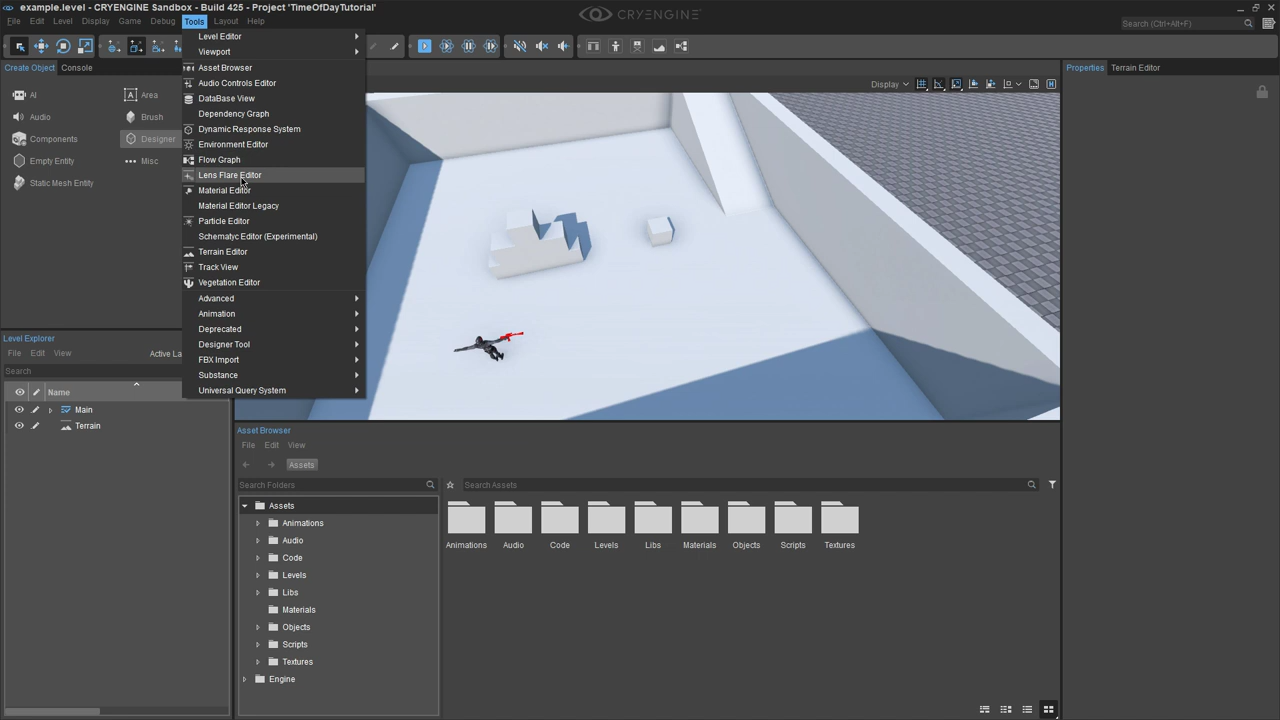 example.level - CRYENGINE Sandbox - Build 425 - Project 'TimeOfDayTutorial'
CRYENGINE
File Edit Level Display Game Debug Tools Layout Help
Search (Ctrl+Alt+F)
Create Object Console
AI Area
Audio Brush
Components Designer
Empty Entity Misc
Static Mesh Entity
Level Editor
Viewport
Asset Browser
Audio Controls Editor
DataBase View
Dependency Graph
Dynamic Response System
Environment Editor
Flow Graph
Lens Flare Editor
Material Editor
Material Editor Legacy
Particle Editor
Schematyc Editor (Experimental)
Terrain Editor
Track View
Vegetation Editor
Advanced
Animation
Deprecated
Designer Tool
FBX Import
Substance
Universal Query System
Display
Properties Terrain Editor
Level Explorer
File Edit View Active La
Search
Name
Main
Terrain
Asset Browser
File Edit View
Assets
Search Folders
Search Assets
Assets
Animations
Audio
Code
Levels
Libs
Materials
Objects
Scripts
Textures
Engine
Animations Audio Code Levels Libs Materials Objects Scripts Textures